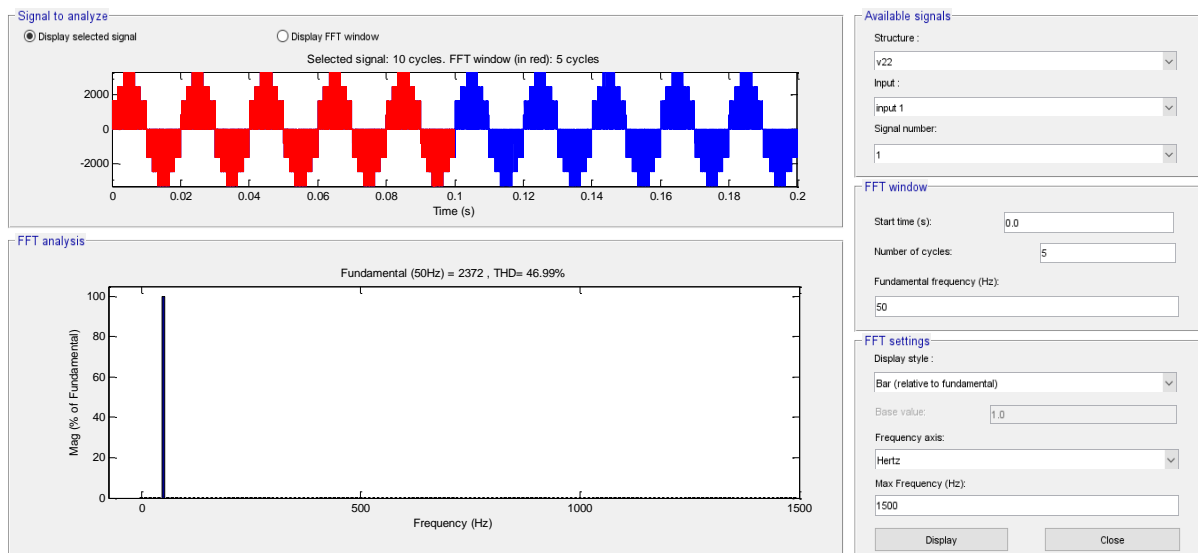 Signal to analyze
Display selected signal
Display FFT window
Selected signal: 10 cycles. FFT window (in red): 5 cycles
2000
0
-2000
0 0.02 0.04 0.06 0.08 0.1 0.12 0.14 0.16 0.18 0.2
Time (s)
FFT analysis
Fundamental (50Hz) = 2372 , THD= 46.99%
100
80
60
40
20
0
Mag (% of Fundamental)
0 500 1000 1500
Frequency (Hz)
Available signals
Structure :
v22
Input :
input 1
Signal number:
1
FFT window
Start time (s):
0.0
Number of cycles:
5
Fundamental frequency (Hz):
50
FFT settings
Display style :
Bar (relative to fundamental)
Base value:
1.0
Frequency axis:
Hertz
Max Frequency (Hz):
1500
Display
Close